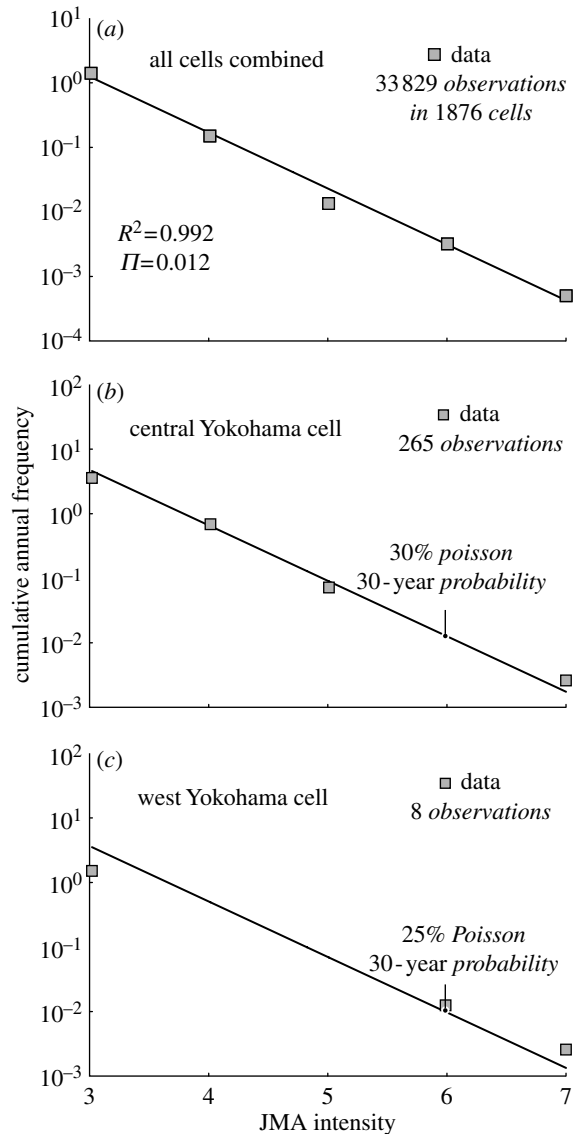 10^1
(a)
all cells combined
data
33 829 observations
in 1876 cells
10^0
10^−1
10^−2
R^2=0.992
Π=0.012
10^−3
10^−4
10^2
(b)
central Yokohama cell
data
265 observations
10^1
10^0
30% poisson
30-year probability
10^−1
10^−2
10^−3
cumulative annual frequency
10^2
(c)
west Yokohama cell
data
8 observations
10^1
10^0
25% Poisson
30-year probability
10^−1
10^−2
10^−3
3 4 5 6 7
JMA intensity